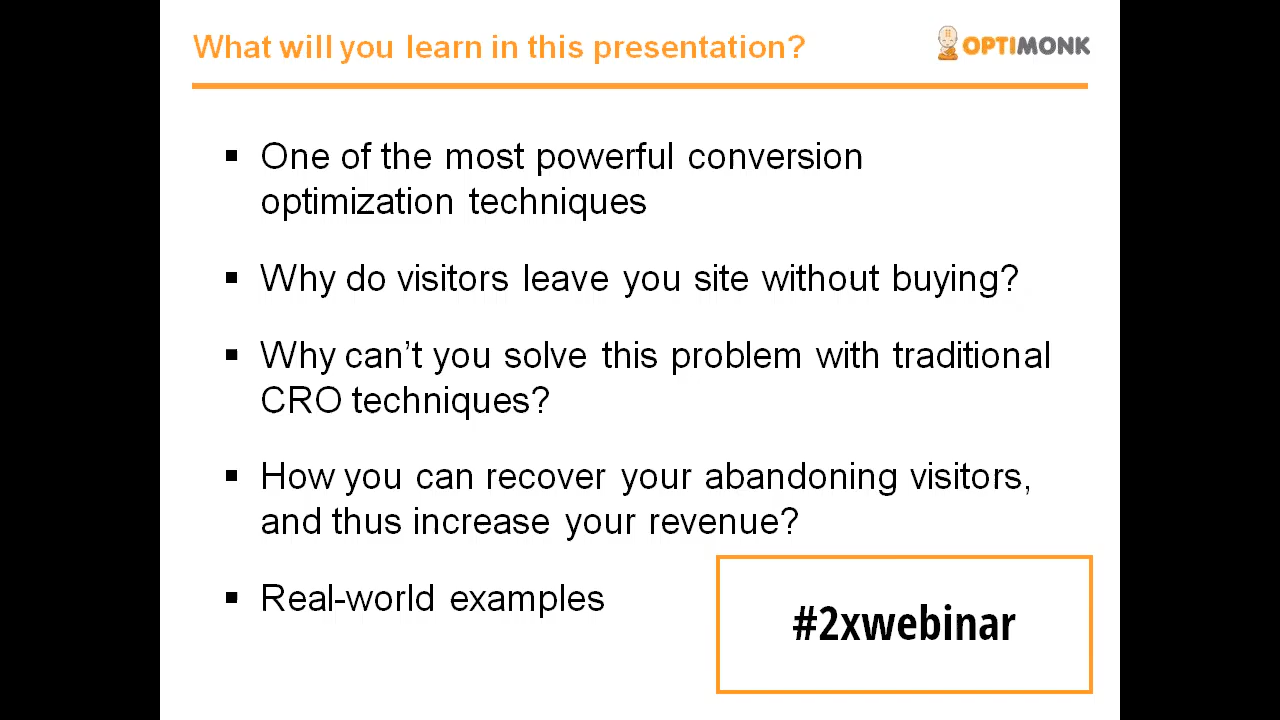 What will you learn in this presentation?
OPTIMONK
▪ One of the most powerful conversion
optimization techniques
▪ Why do visitors leave you site without buying?
▪ Why can’t you solve this problem with traditional
CRO techniques?
▪ How you can recover your abandoning visitors,
and thus increase your revenue?
▪ Real-world examples
#2xwebinar